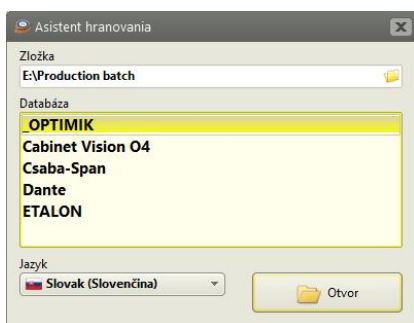 Asistent hranovania
Zložka
E:\Production batch
Databáza
_OPTIMIK
Cabinet Vision O4
Csaba-Span
Dante
ETALON
Jazyk
Slovak (Slovenčina)
Otvor